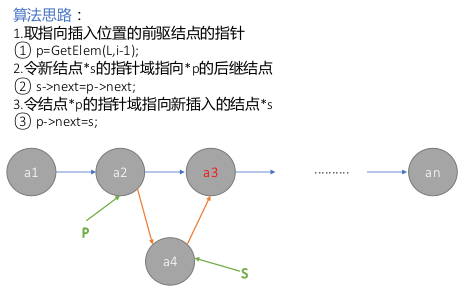 算法思路：
1.取指向插入位置的前驱结点的指针
① p=GetElem(L,i-1);
2.令新结点*s的指针域指向*p的后继结点
② s->next=p->next;
3.令结点*p的指针域指向新插入的结点*s
③ p->next=s;
a1 a2 a3 .......... an
P
a4
S